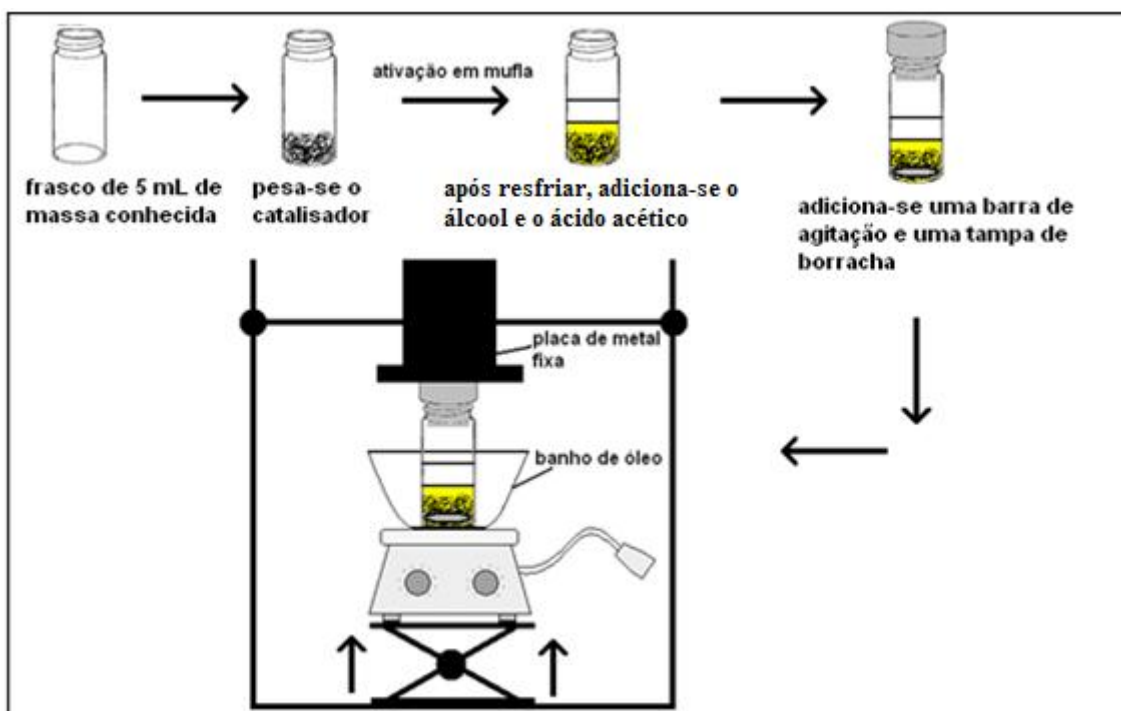 ativação em mufla
frasco de 5 mL de
massa conhecida
pesa-se o
catalisador
após resfriar, adiciona-se o
álcool e o ácido acético
adiciona-se uma barra de
agitação e uma tampa de
borracha
placa de metal
fixa
banho de óleo